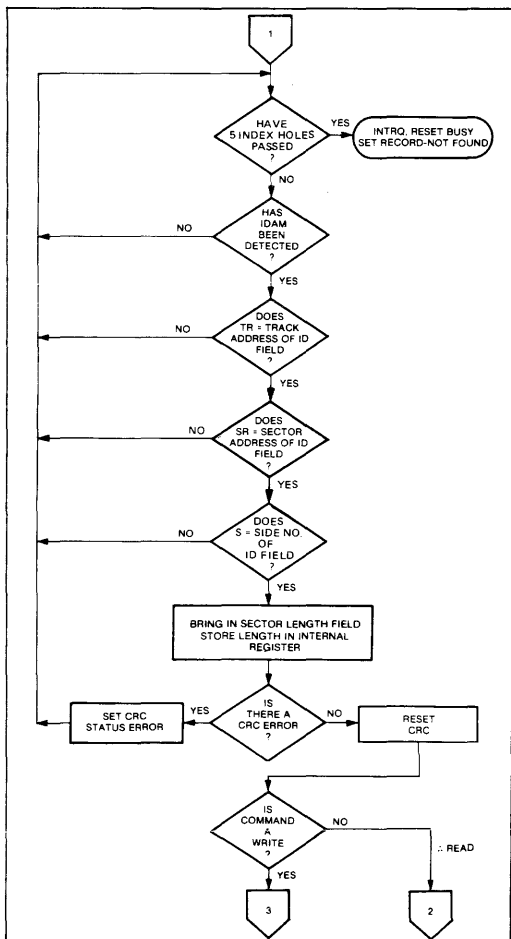 1
HAVE
5 INDEX HOLES
PASSED
?
YES
INTRQ, RESET BUSY
SET RECORD-NOT FOUND
NO
HAS
IDAM
BEEN
DETECTED
?
NO
YES
DOES
TR = TRACK
ADDRESS OF ID
FIELD
?
NO
YES
DOES
SR = SECTOR
ADDRESS OF ID
FIELD
?
NO
YES
DOES
S = SIDE NO.
OF
ID FIELD
?
NO
YES
BRING IN SECTOR LENGTH FIELD
STORE LENGTH IN INTERNAL
REGISTER
IS
THERE A
CRC ERROR
?
YES
SET CRC
STATUS ERROR
NO
RESET
CRC
IS
COMMAND
A
WRITE
?
NO
∴ READ
YES
3
2